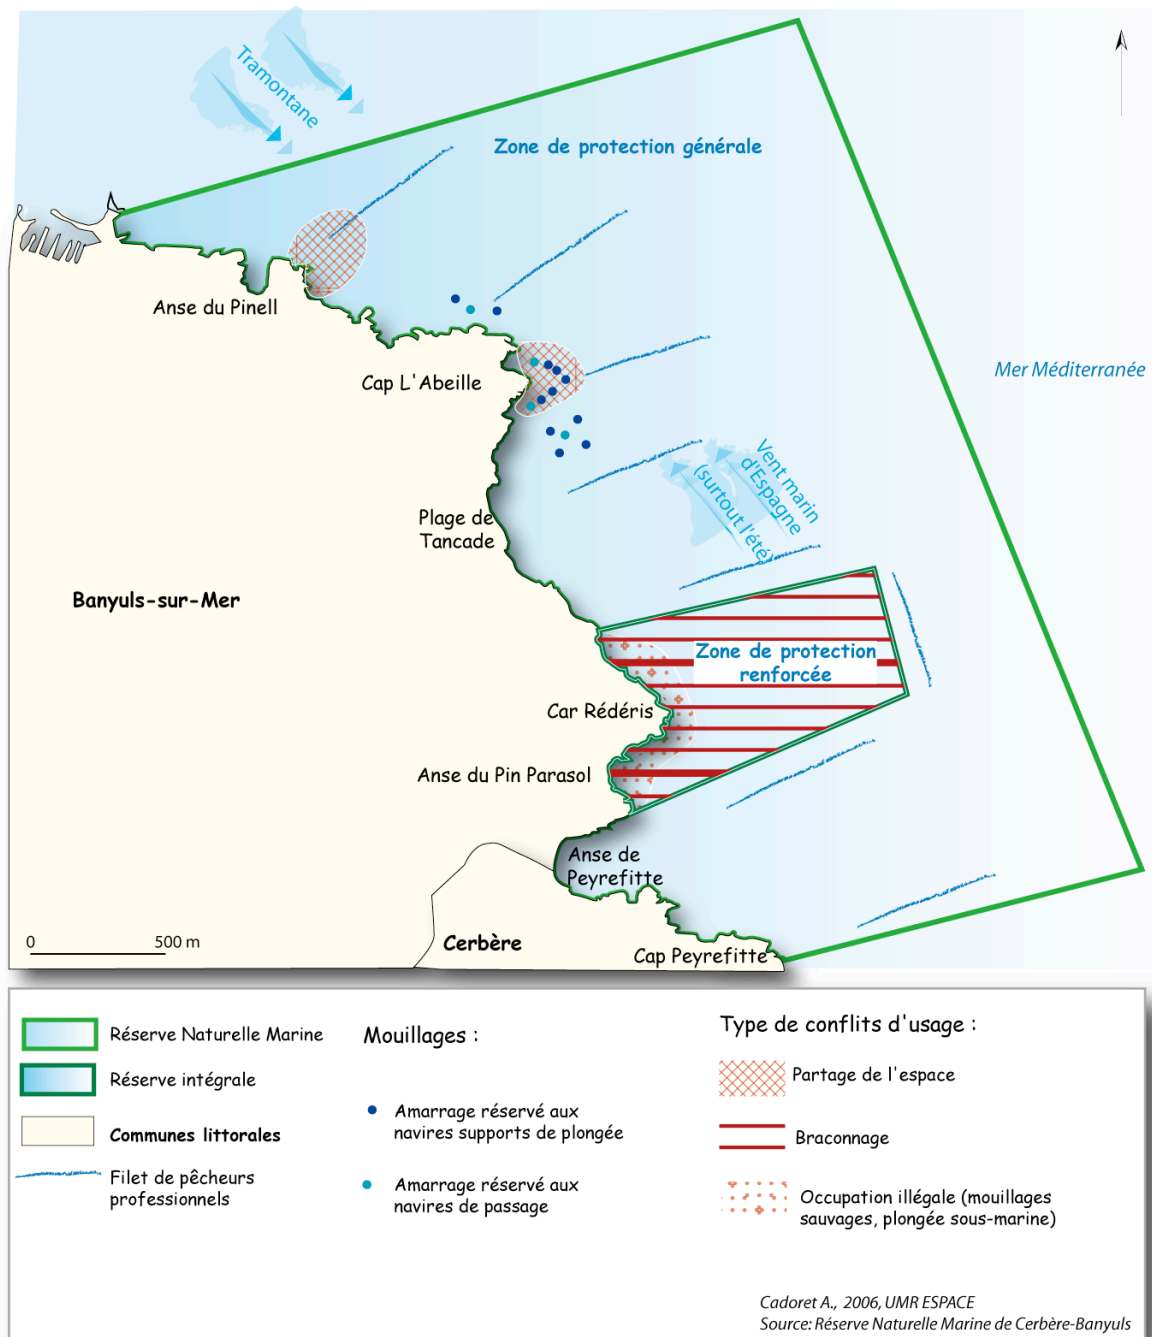 Tramontane
Zone de protection générale
Anse du Pinell
Mer Méditerranée
Cap L'Abeille
Vent marin
d'Espagne
(surtout l'été)
Plage de
Tancade
Banyuls-sur-Mer
Zone de protection
renforcée
Car Rédéris
Anse du Pin Parasol
Anse de
Peyrefitte
Cerbère
Cap Peyrefitte
0 500 m
Réserve Naturelle Marine
Réserve intégrale
Communes littorales
Filet de pêcheurs
professionnels
Mouillages :
Amarrage réservé aux
navires supports de plongée
Amarrage réservé aux
navires de passage
Type de conflits d'usage :
Partage de l'espace
Braconnage
Occupation illégale (mouillages
sauvages, plongée sous-marine)
Cadoret A., 2006, UMR ESPACE
Source: Réserve Naturelle Marine de Cerbère-Banyuls